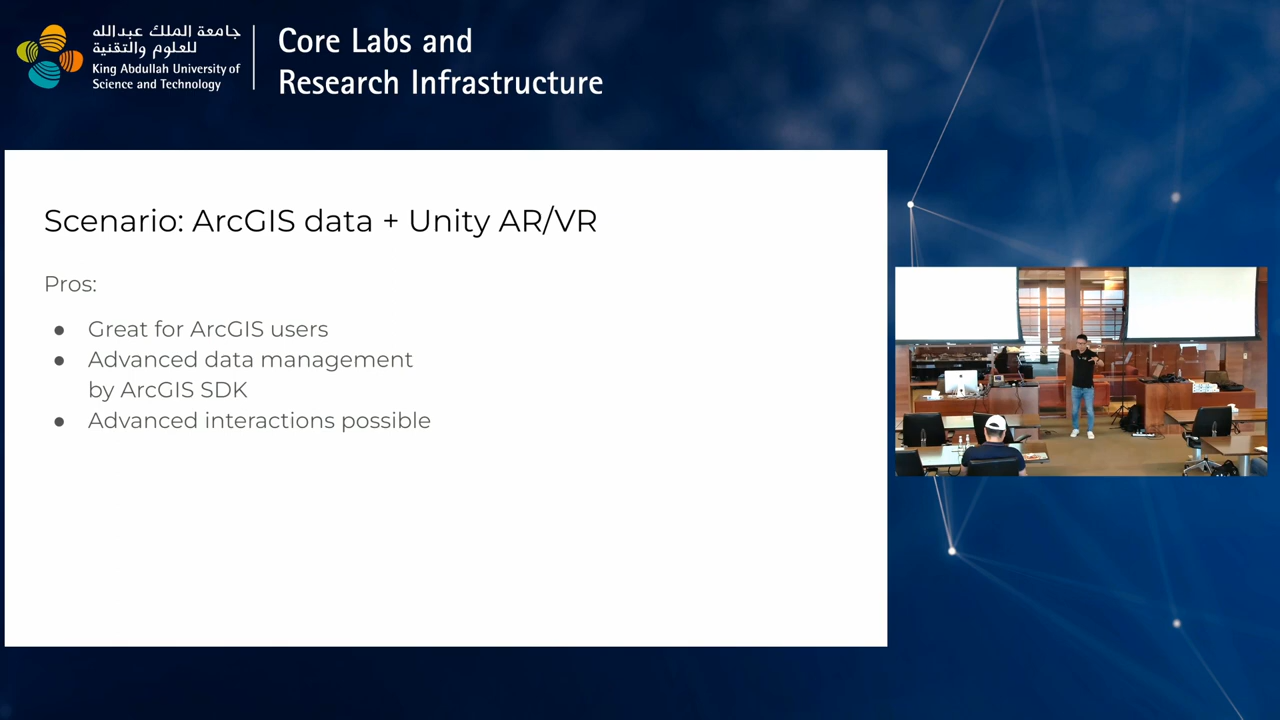 جامعة الملك عبدالله
للعلوم والتقنية
King Abdullah University of
Science and Technology
Core Labs and
Research Infrastructure
Scenario: ArcGIS data + Unity AR/VR
Pros:
● Great for ArcGIS users
● Advanced data management
by ArcGIS SDK
● Advanced interactions possible